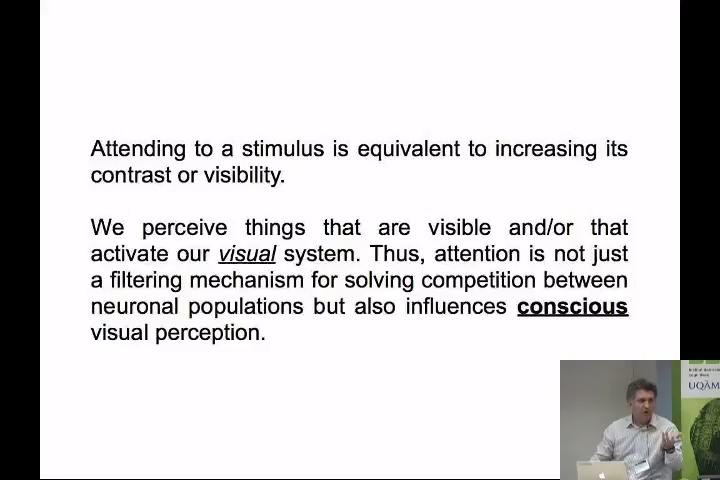 Attending to a stimulus is equivalent to increasing its
contrast or visibility.
We perceive things that are visible and/or that
activate our visual system. Thus, attention is not just
a filtering mechanism for solving competition between
neuronal populations but also influences conscious
visual perception.
UQÀM